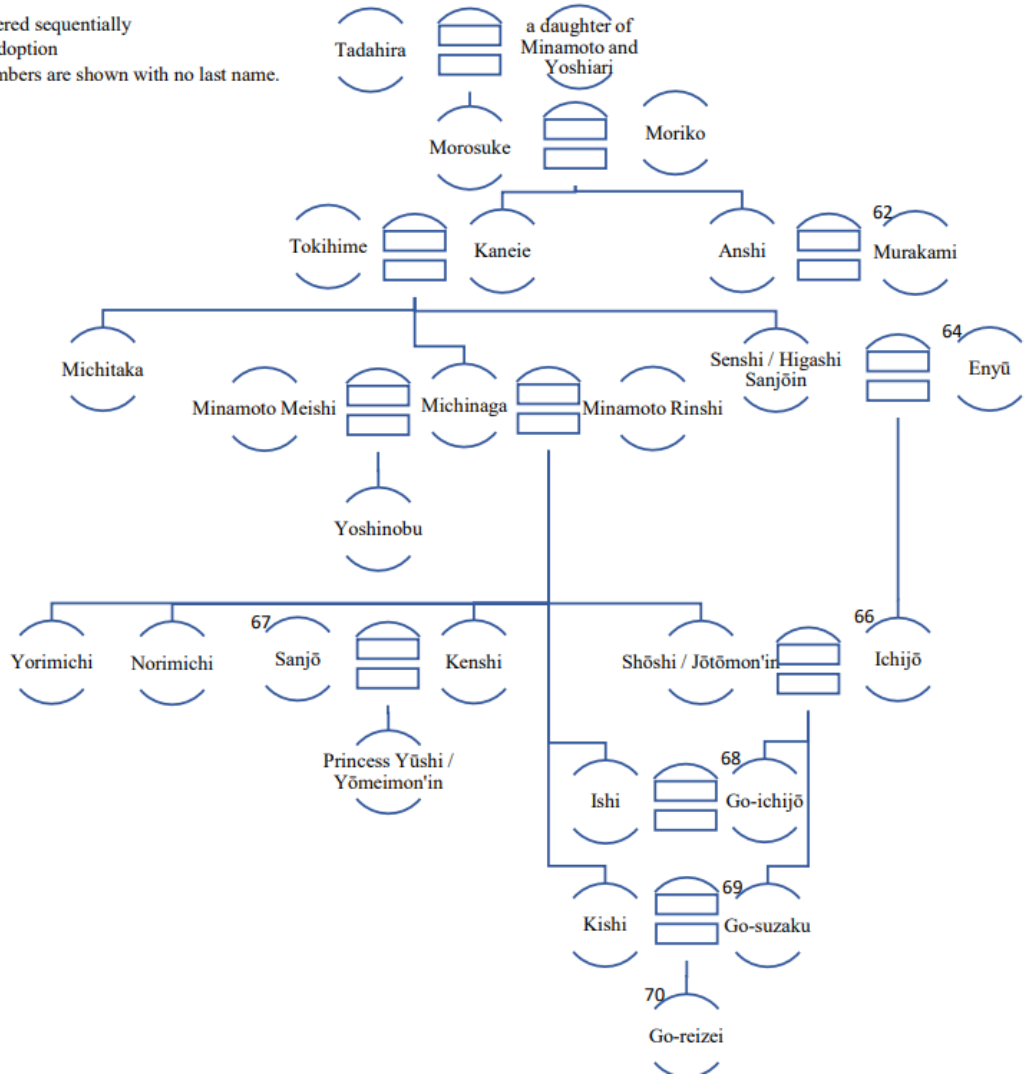 ered sequentially
doption
nbers are shown with no last name.
Tadahira
a daughter of
Minamoto and
Yoshiari
Morosuke
Moriko
Tokihime
Kaneie
Anshi
62
Murakami
Michitaka
Minamoto Meishi
Michinaga
Minamoto Rinshi
Senshi / Higashi
Sanjōin
64
Enyū
Yoshinobu
Yorimichi
Norimichi
67
Sanjō
Kenshi
Shōshi / Jōtōmon'in
66
Ichijō
Princess Yūshi /
Yōmeimon'in
Ishi
68
Go-ichijō
Kishi
69
Go-suzaku
70
Go-reizei